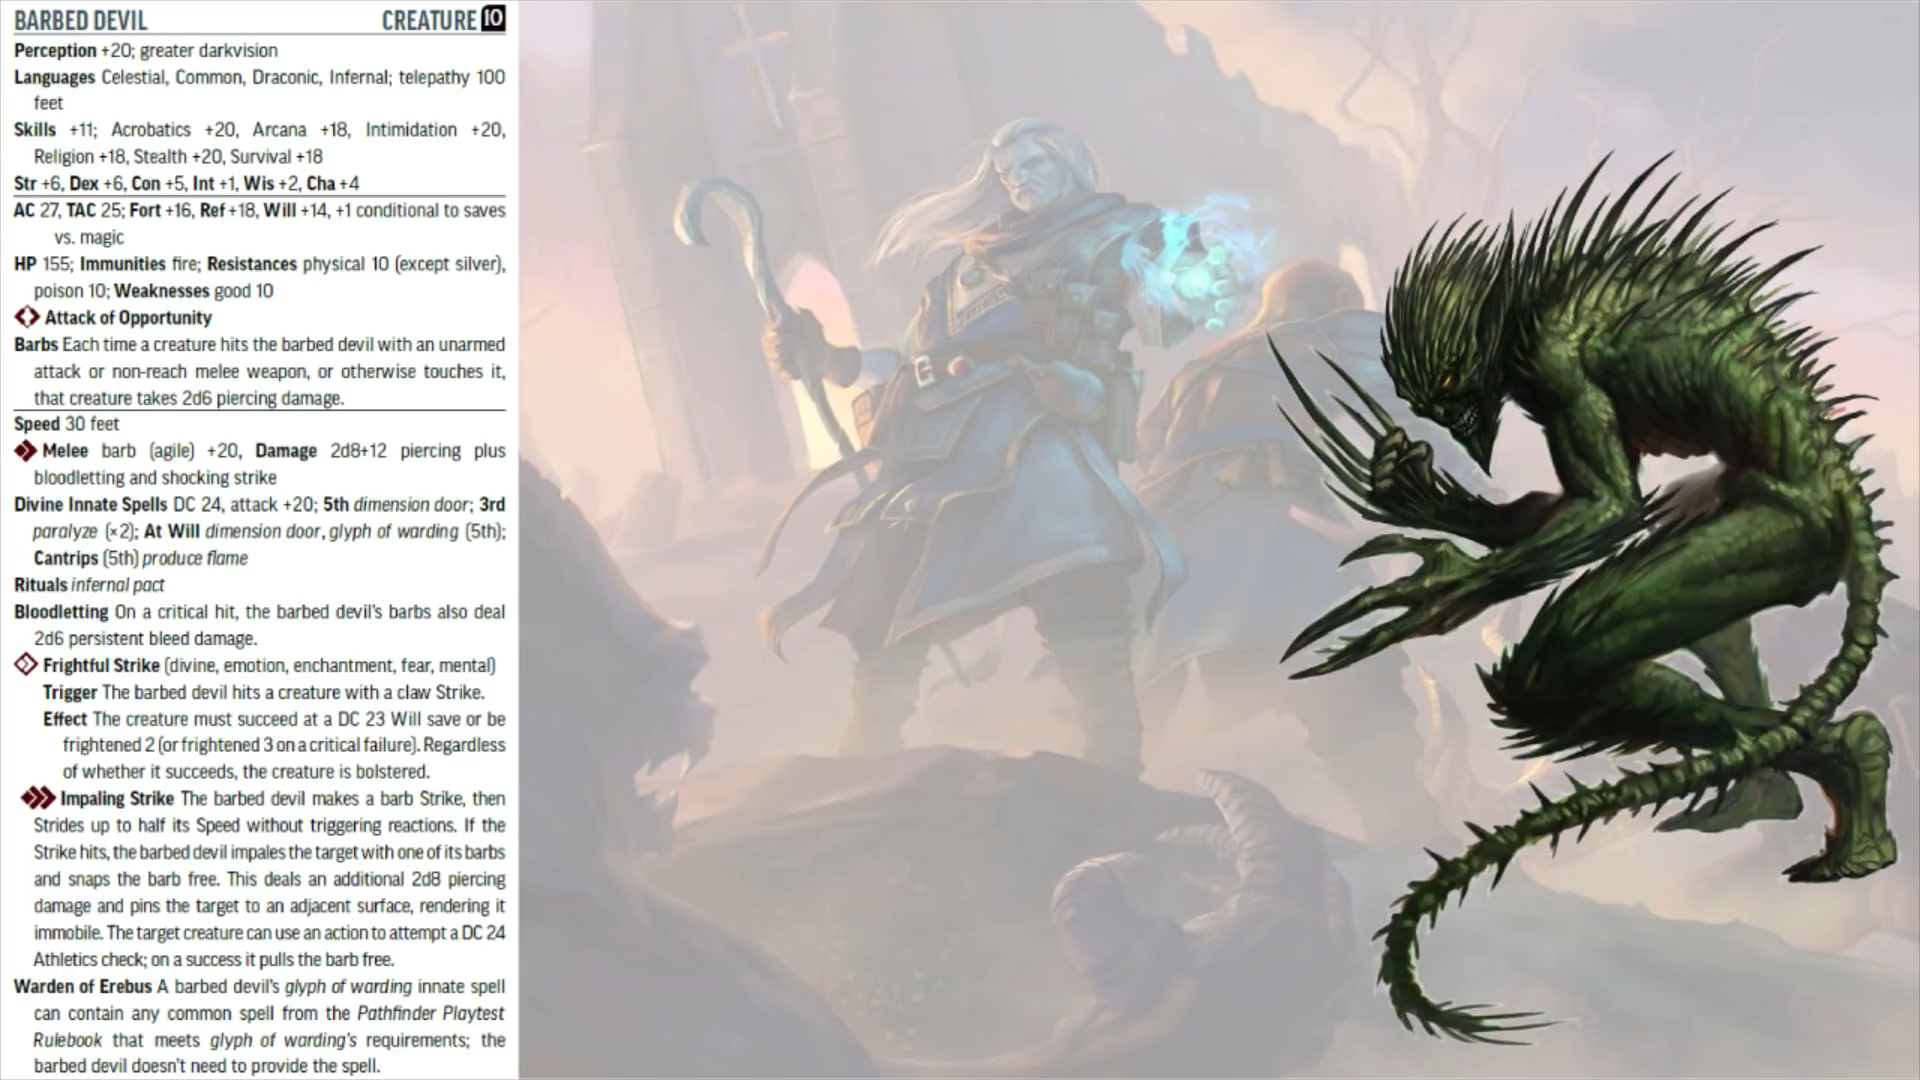 BARBED DEVIL CREATURE 10
Perception +20; greater darkvision
Languages Celestial, Common, Draconic, Infernal; telepathy 100
feet
Skills +11; Acrobatics +20, Arcana +18, Intimidation +20,
Religion +18, Stealth +20, Survival +18
Str +6, Dex +6, Con +5, Int +1, Wis +2, Cha +4
AC 27, TAC 25; Fort +16, Ref +18, Will +14, +1 conditional to saves
vs. magic
HP 155; Immunities fire; Resistances physical 10 (except silver),
poison 10; Weaknesses good 10
Attack of Opportunity
Barbs Each time a creature hits the barbed devil with an unarmed
attack or non-reach melee weapon, or otherwise touches it,
that creature takes 2d6 piercing damage.
Speed 30 feet
Melee barb (agile) +20, Damage 2d8+12 piercing plus
bloodletting and shocking strike
Divine Innate Spells DC 24, attack +20; 5th dimension door; 3rd
paralyze (×2); At Will dimension door, glyph of warding (5th);
Cantrips (5th) produce flame
Rituals infernal pact
Bloodletting On a critical hit, the barbed devil's barbs also deal
2d6 persistent bleed damage.
Frightful Strike (divine, emotion, enchantment, fear, mental)
Trigger The barbed devil hits a creature with a claw Strike.
Effect The creature must succeed at a DC 23 Will save or be
frightened 2 (or frightened 3 on a critical failure). Regardless
of whether it succeeds, the creature is bolstered.
Impaling Strike The barbed devil makes a barb Strike, then
Strides up to half its Speed without triggering reactions. If the
Strike hits, the barbed devil impales the target with one of its barbs
and snaps the barb free. This deals an additional 2d8 piercing
damage and pins the target to an adjacent surface, rendering it
immobile. The target creature can use an action to attempt a DC 24
Athletics check; on a success it pulls the barb free.
Warden of Erebus A barbed devil's glyph of warding innate spell
can contain any common spell from the Pathfinder Playtest
Rulebook that meets glyph of warding's requirements; the
barbed devil doesn't need to provide the spell.